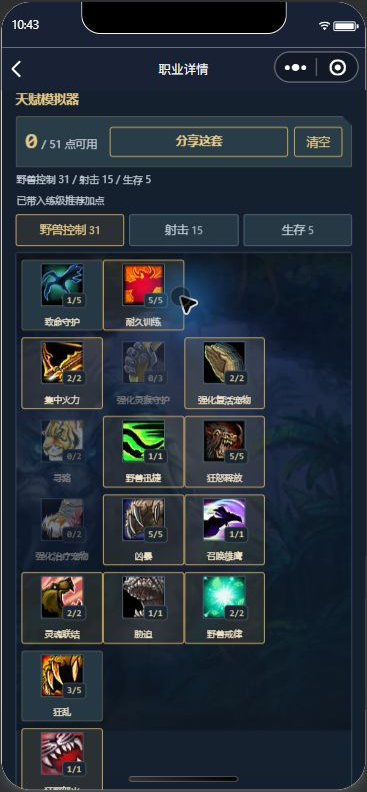 10:43
职业详情
天赋模拟器
0 / 51 点可用
分享这套
清空
野兽控制 31 / 射击 15 / 生存 5
已带入练级推荐加点
野兽控制 31
射击 15
生存 5
1/5
5/5
致命守护
耐久训练
2/2
0/3
2/2
集中火力
强化灵猴守护
强化复活宠物
0/2
1/1
5/5
寻路
野兽迅捷
狂怒释放
0/2
5/5
1/1
强化治疗宠物
凶暴
召唤雄鹰
2/2
1/1
2/2
灵魂联结
胁迫
野兽戒律
3/5
狂乱
1/1